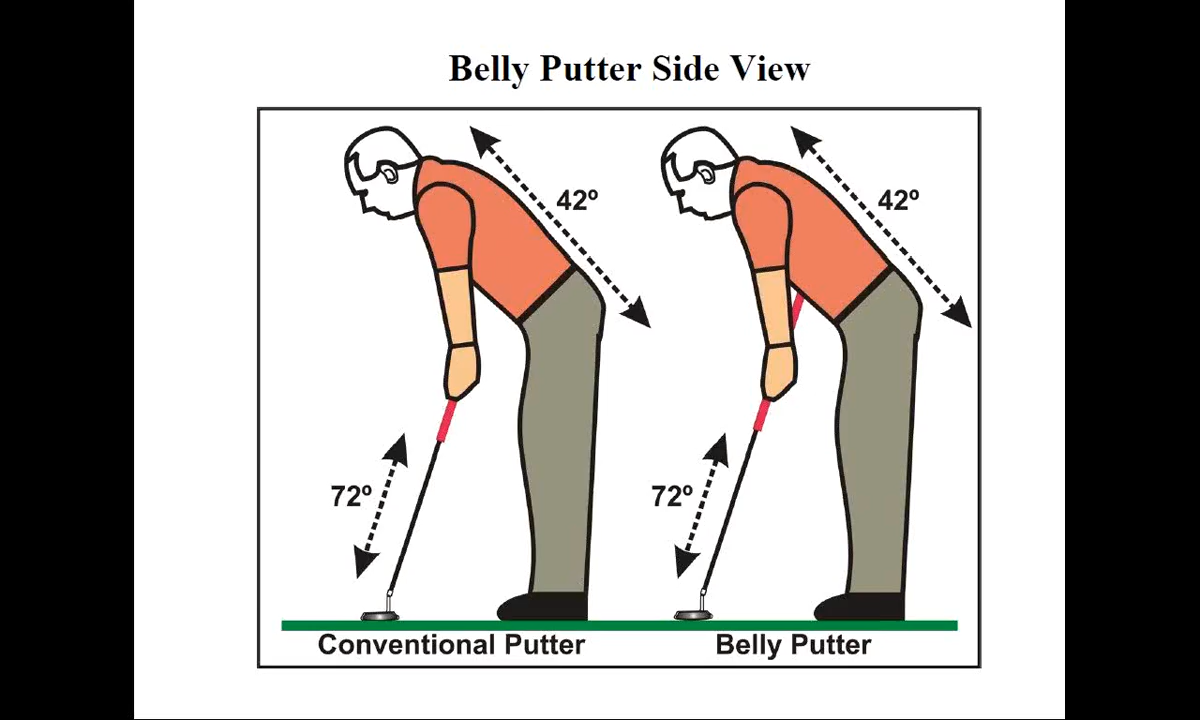 Belly Putter Side View
42º
42º
72º
72º
Conventional Putter
Belly Putter